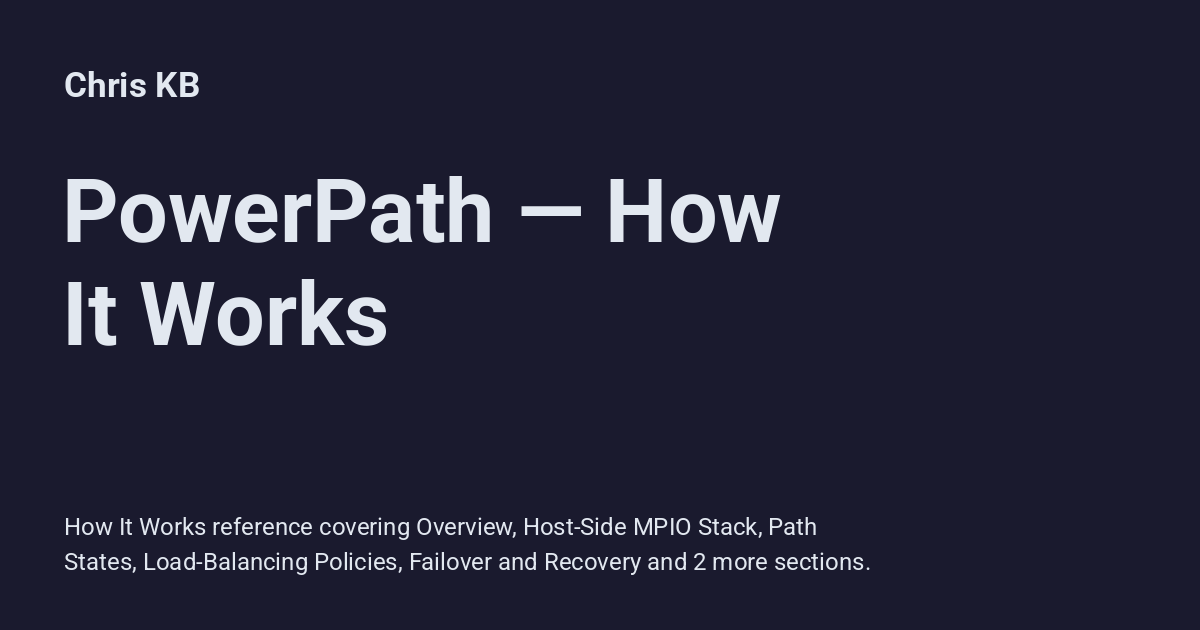 Chris KB
PowerPath — How
It Works
How It Works reference covering Overview, Host-Side MPIO Stack, Path
States, Load-Balancing Policies, Failover and Recovery and 2 more sections.